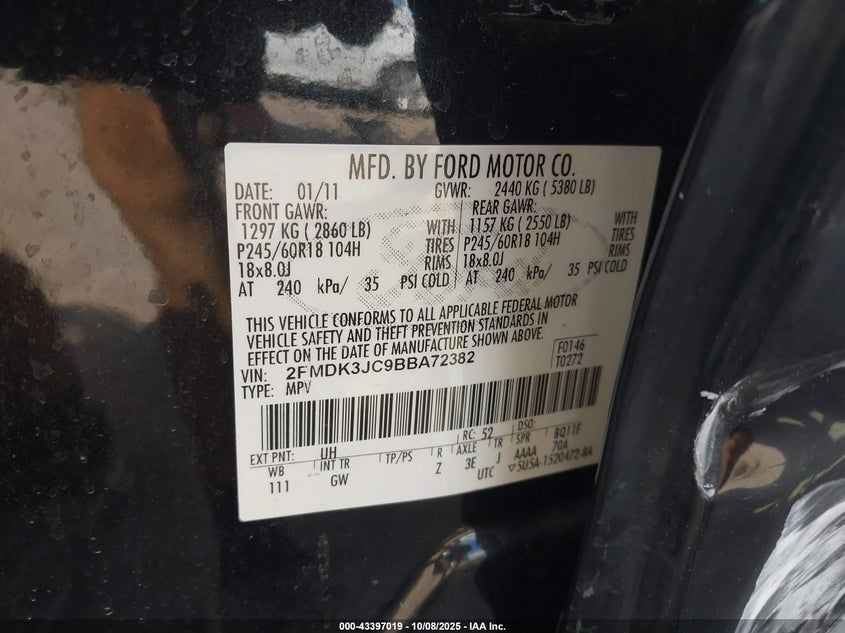 MFD. BY FORD MOTOR CO.
DATE: 01/11 GVWR: 2440 KG ( 5380 LB)
FRONT GAWR: REAR GAWR:
1297 KG ( 2860 LB) WITH 1157 KG ( 2550 LB) WITH
P245/60R18 104H TIRES P245/60R18 104H TIRES
18x8.0J RIMS 18x8.0J RIMS
AT 240 kPa/ 35 PSI COLD AT 240 kPa/ 35 PSI COLD
THIS VEHICLE CONFORMS TO ALL APPLICABLE FEDERAL MOTOR
VEHICLE SAFETY AND THEFT PREVENTION STANDARDS IN
EFFECT ON THE DATE OF MANUFACTURE SHOWN ABOVE.
VIN: 2FMDK3JC9BBA72382 F0146
TYPE: MPV T0272
EXT PNT: UH RC: 52 DSO:
WB INT TR TP/PS R AXLE TR SPR BQ11F
111 GW Z 3E J AAAA 70A
UTC ▽5U5A-1520472-BA
000-43397019 - 10/08/2025 - IAA Inc.